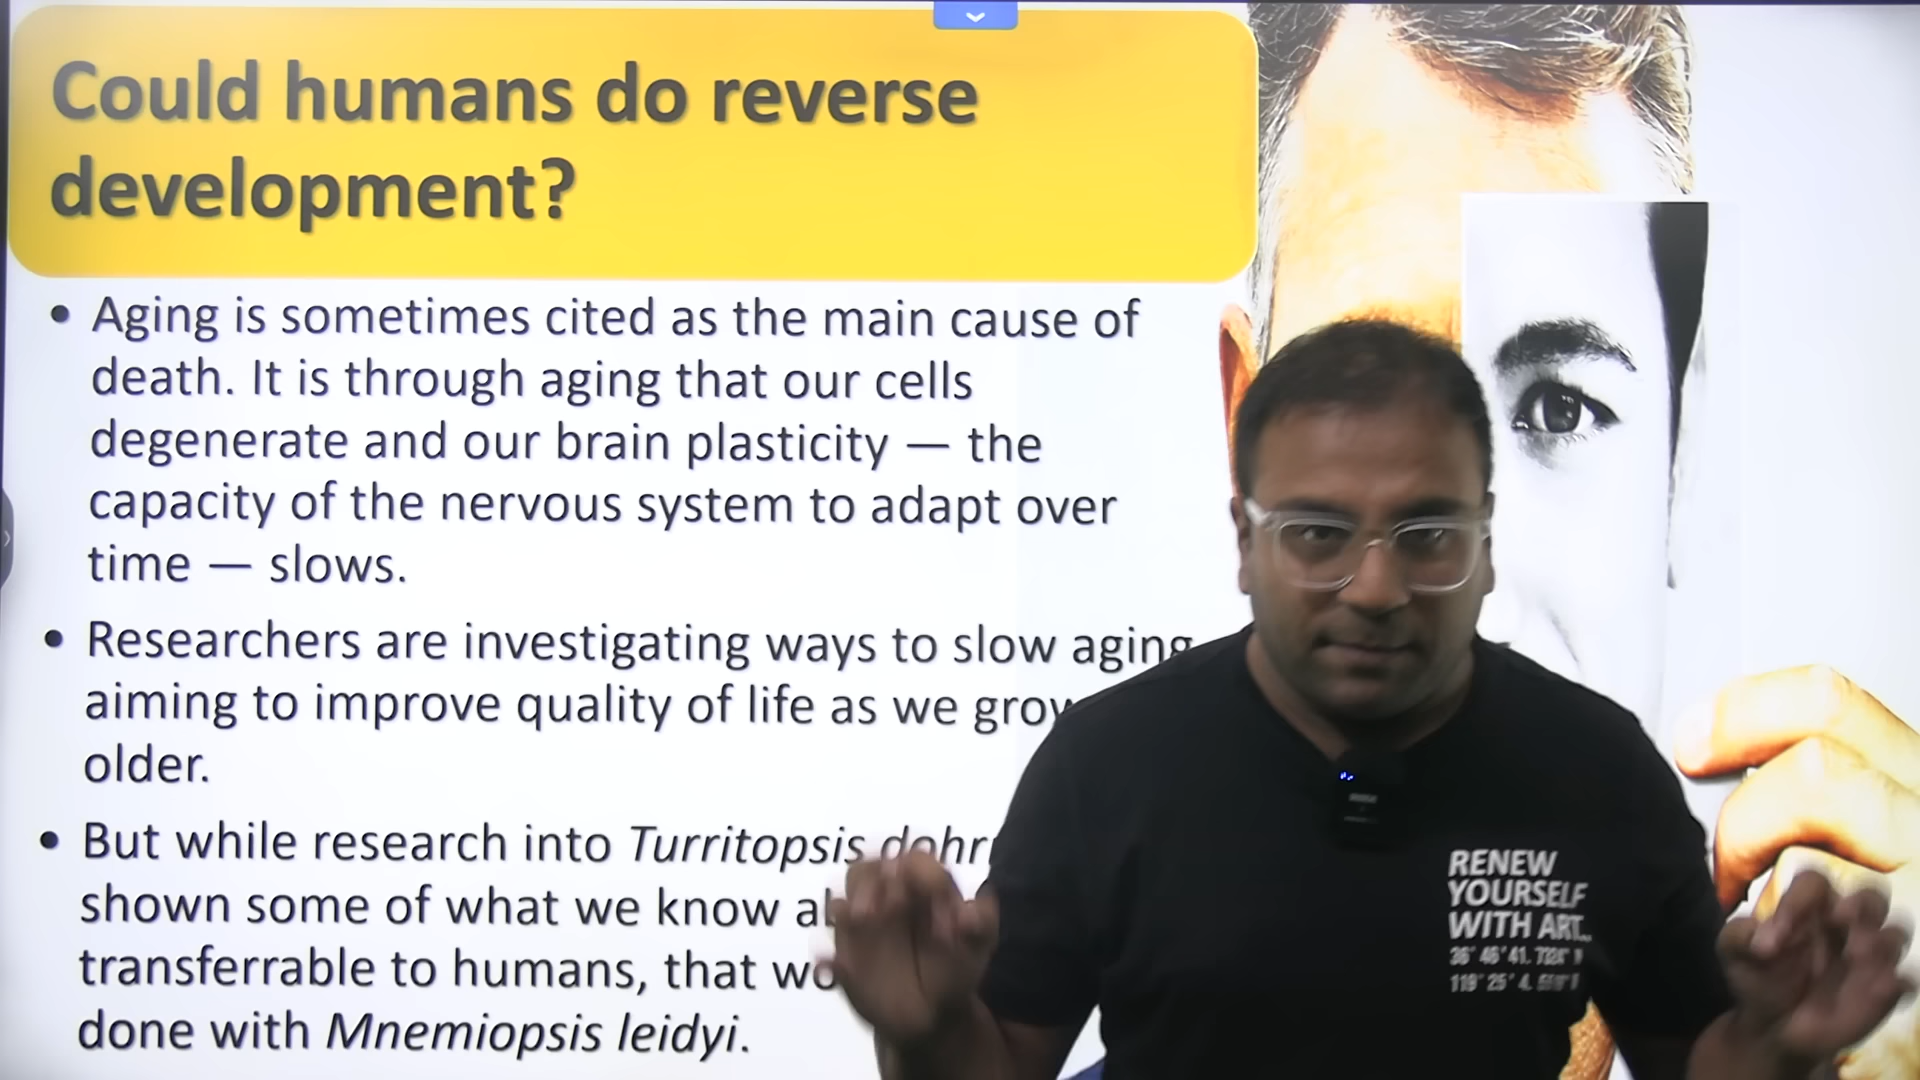 Could humans do reverse
development?
• Aging is sometimes cited as the main cause of
death. It is through aging that our cells
degenerate and our brain plasticity — the
capacity of the nervous system to adapt over
time — slows.
• Researchers are investigating ways to slow aging
aiming to improve quality of life as we grow
older.
• But while research into Turritopsis
shown some of what we know
transferrable to humans, that
done with Mnemiopsis leidyi.
RENEW
YOURSELF
WITH ART